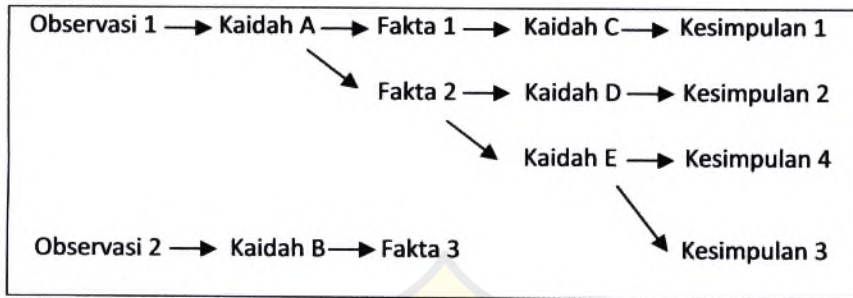 Observasi 1 Kaidah A Fakta 1 Kaidah C Kesimpulan 1
Fakta 2 Kaidah D Kesimpulan 2
Kaidah E Kesimpulan 4
Observasi 2 Kaidah B Fakta 3 Kesimpulan 3